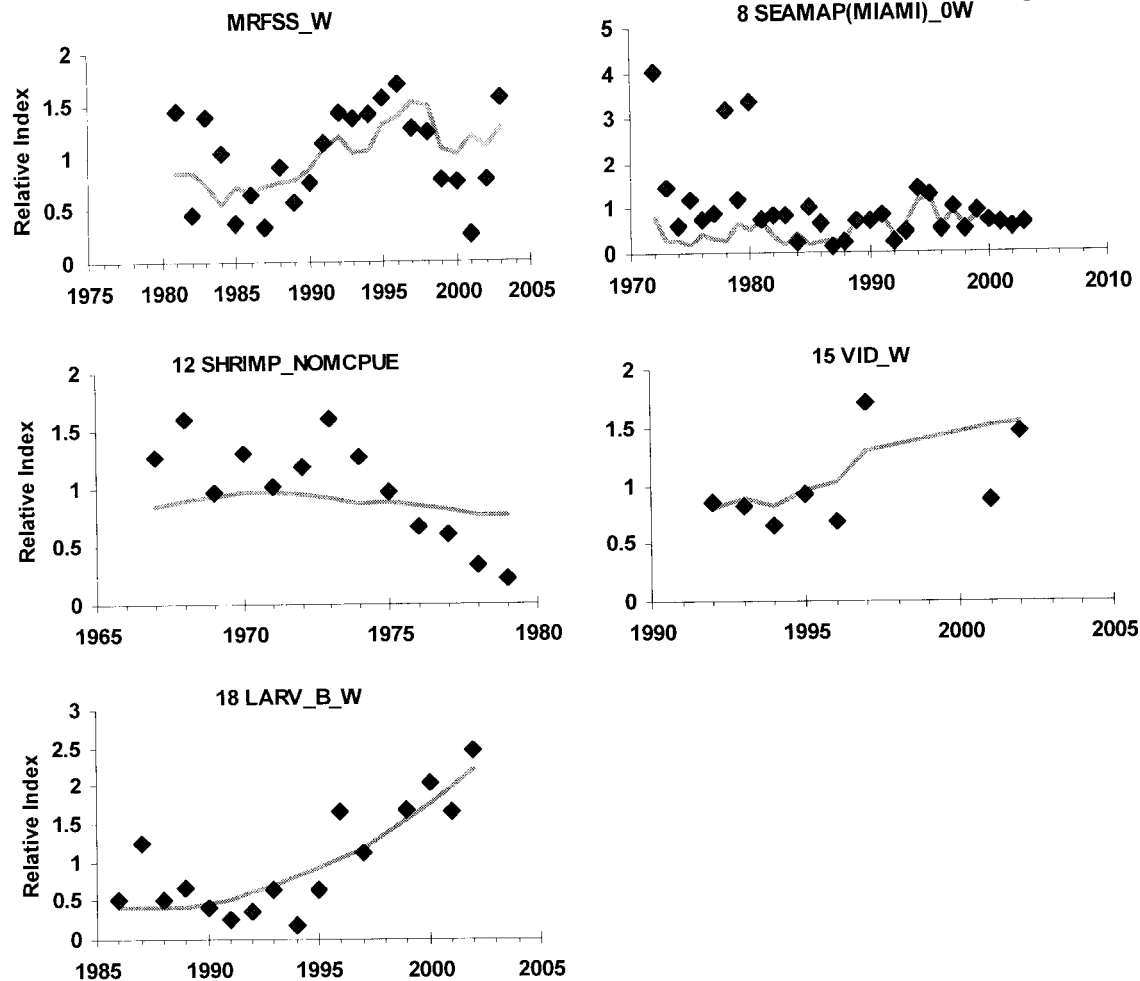 MRFSS_W
2
1.5
1
0.5
0
Relative Index
1975 1980 1985 1990 1995 2000 2005
8 SEAMAP(MIAMI)_0W
5
4
3
2
1
0
1970 1980 1990 2000 2010
12 SHRIMP_NOMCPUE
2
1.5
1
0.5
0
Relative Index
1965 1970 1975 1980
15 VID_W
2
1.5
1
0.5
0
1990 1995 2000 2005
18 LARV_B_W
3
2.5
2
1.5
1
0.5
0
Relative Index
1985 1990 1995 2000 2005